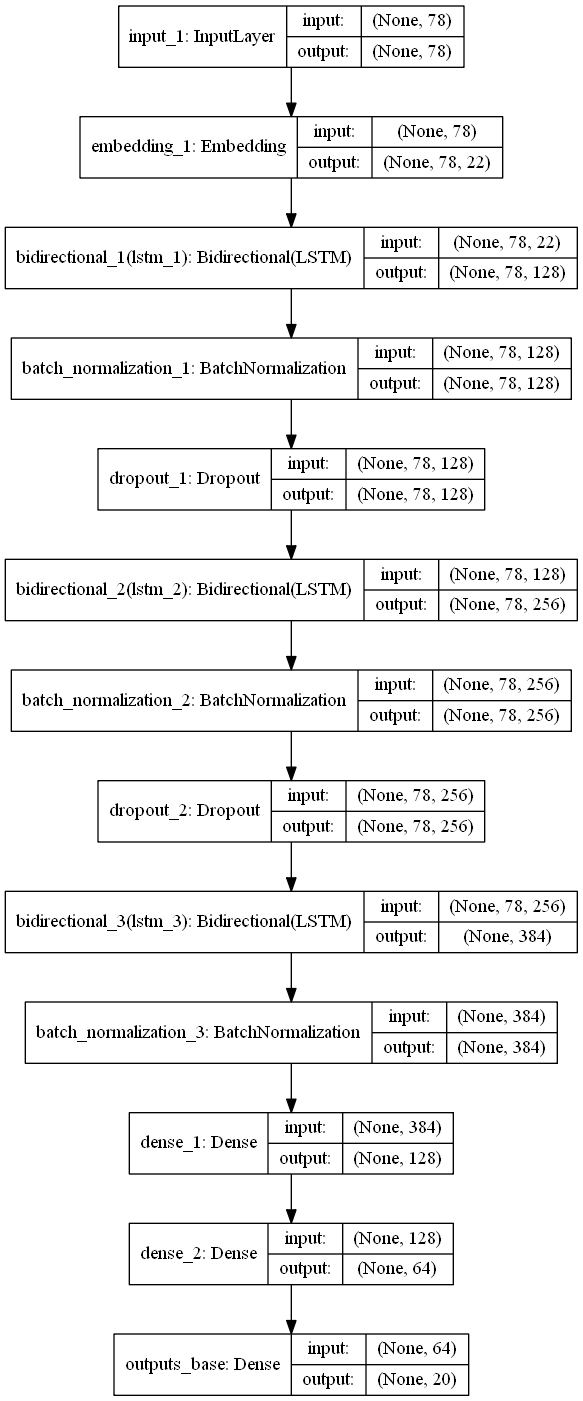 input_1: InputLayer
input: (None, 78)
output: (None, 78)
embedding_1: Embedding
input: (None, 78)
output: (None, 78, 22)
bidirectional_1(lstm_1): Bidirectional(LSTM)
input: (None, 78, 22)
output: (None, 78, 128)
batch_normalization_1: BatchNormalization
input: (None, 78, 128)
output: (None, 78, 128)
dropout_1: Dropout
input: (None, 78, 128)
output: (None, 78, 128)
bidirectional_2(lstm_2): Bidirectional(LSTM)
input: (None, 78, 128)
output: (None, 78, 256)
batch_normalization_2: BatchNormalization
input: (None, 78, 256)
output: (None, 78, 256)
dropout_2: Dropout
input: (None, 78, 256)
output: (None, 78, 256)
bidirectional_3(lstm_3): Bidirectional(LSTM)
input: (None, 78, 256)
output: (None, 384)
batch_normalization_3: BatchNormalization
input: (None, 384)
output: (None, 384)
dense_1: Dense
input: (None, 384)
output: (None, 128)
dense_2: Dense
input: (None, 128)
output: (None, 64)
outputs_base: Dense
input: (None, 64)
output: (None, 20)